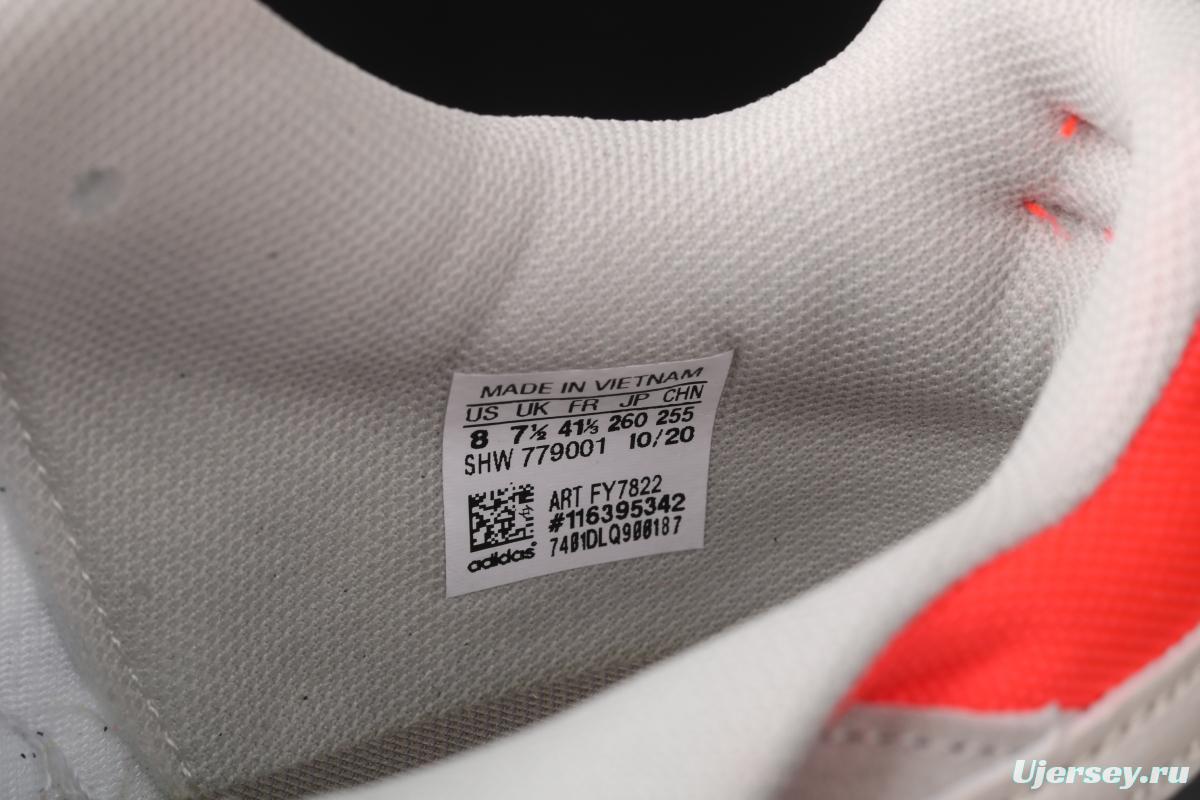 MADE IN VIETNAM
US UK FR JP CHN
8 7½ 41⅓ 260 255
SHW 779001 10/20
ART FY7822
#116395342
7401DLQ900187
adidas
Ujersey.ru